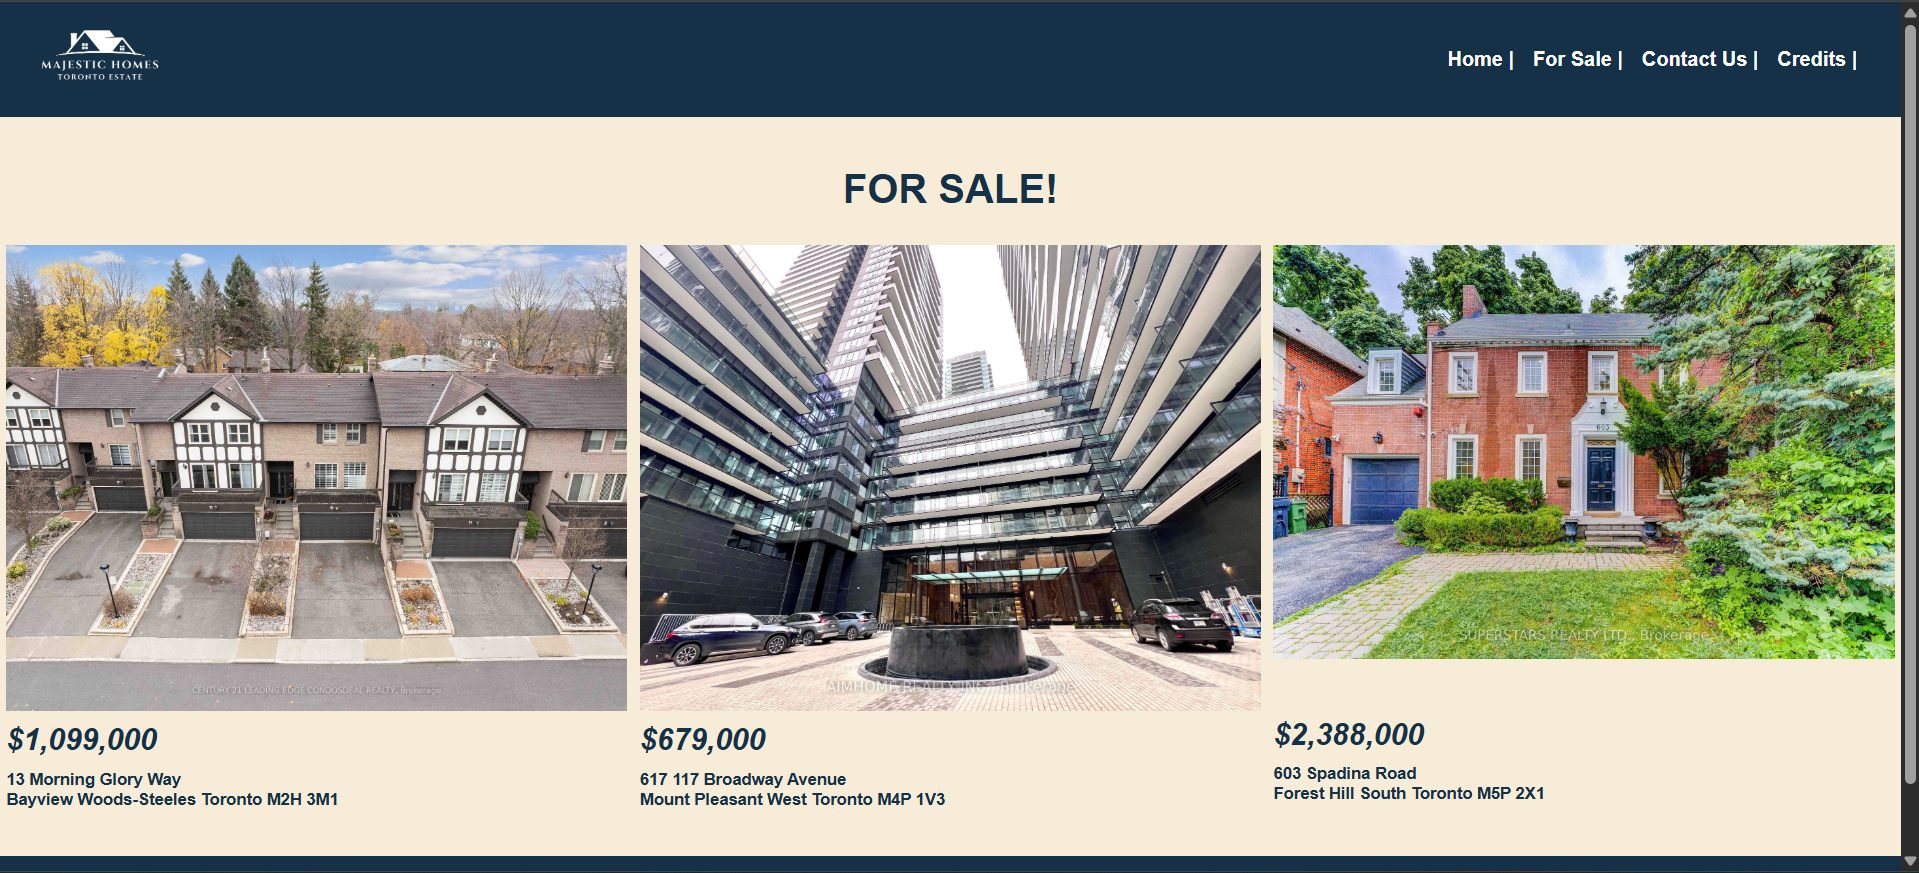 MAJESTIC HOMES
TORONTO ESTATE
Home |
For Sale |
Contact Us |
Credits |
FOR SALE!
603
CENTURY 21 LEADING EDGE CONDOSDEAL REALTY, Brokerage
AIMHOME REALTY INC., Brokerage
SUPERSTARS REALTY LTD., Brokerage
$1,099,000
13 Morning Glory Way
Bayview Woods-Steeles Toronto M2H 3M1
$679,000
617 117 Broadway Avenue
Mount Pleasant West Toronto M4P 1V3
$2,388,000
603 Spadina Road
Forest Hill South Toronto M5P 2X1